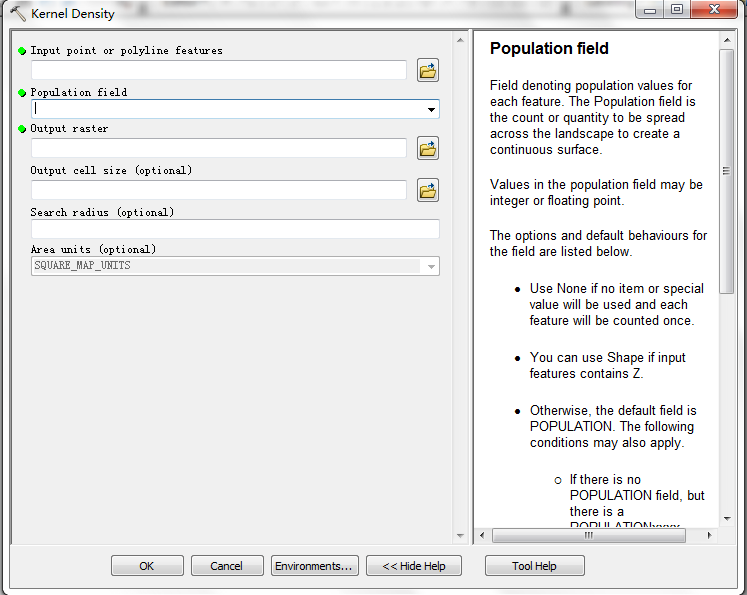 Kernel Density
Input point or polyline features
Population field
Output raster
Output cell size (optional)
Search radius (optional)
Area units (optional)
SQUARE_MAP_UNITS
Population field
Field denoting population values for
each feature. The Population field is
the count or quantity to be spread
across the landscape to create a
continuous surface.
Values in the population field may be
integer or floating point.
The options and default behaviours for
the field are listed below.
Use None if no item or special
value will be used and each
feature will be counted once.
You can use Shape if input
features contains Z.
Otherwise, the default field is
POPULATION. The following
conditions may also apply.
If there is no
POPULATION field, but
there is a
POPULATIONxxxx
OK
Cancel
Environments...
<< Hide Help
Tool Help